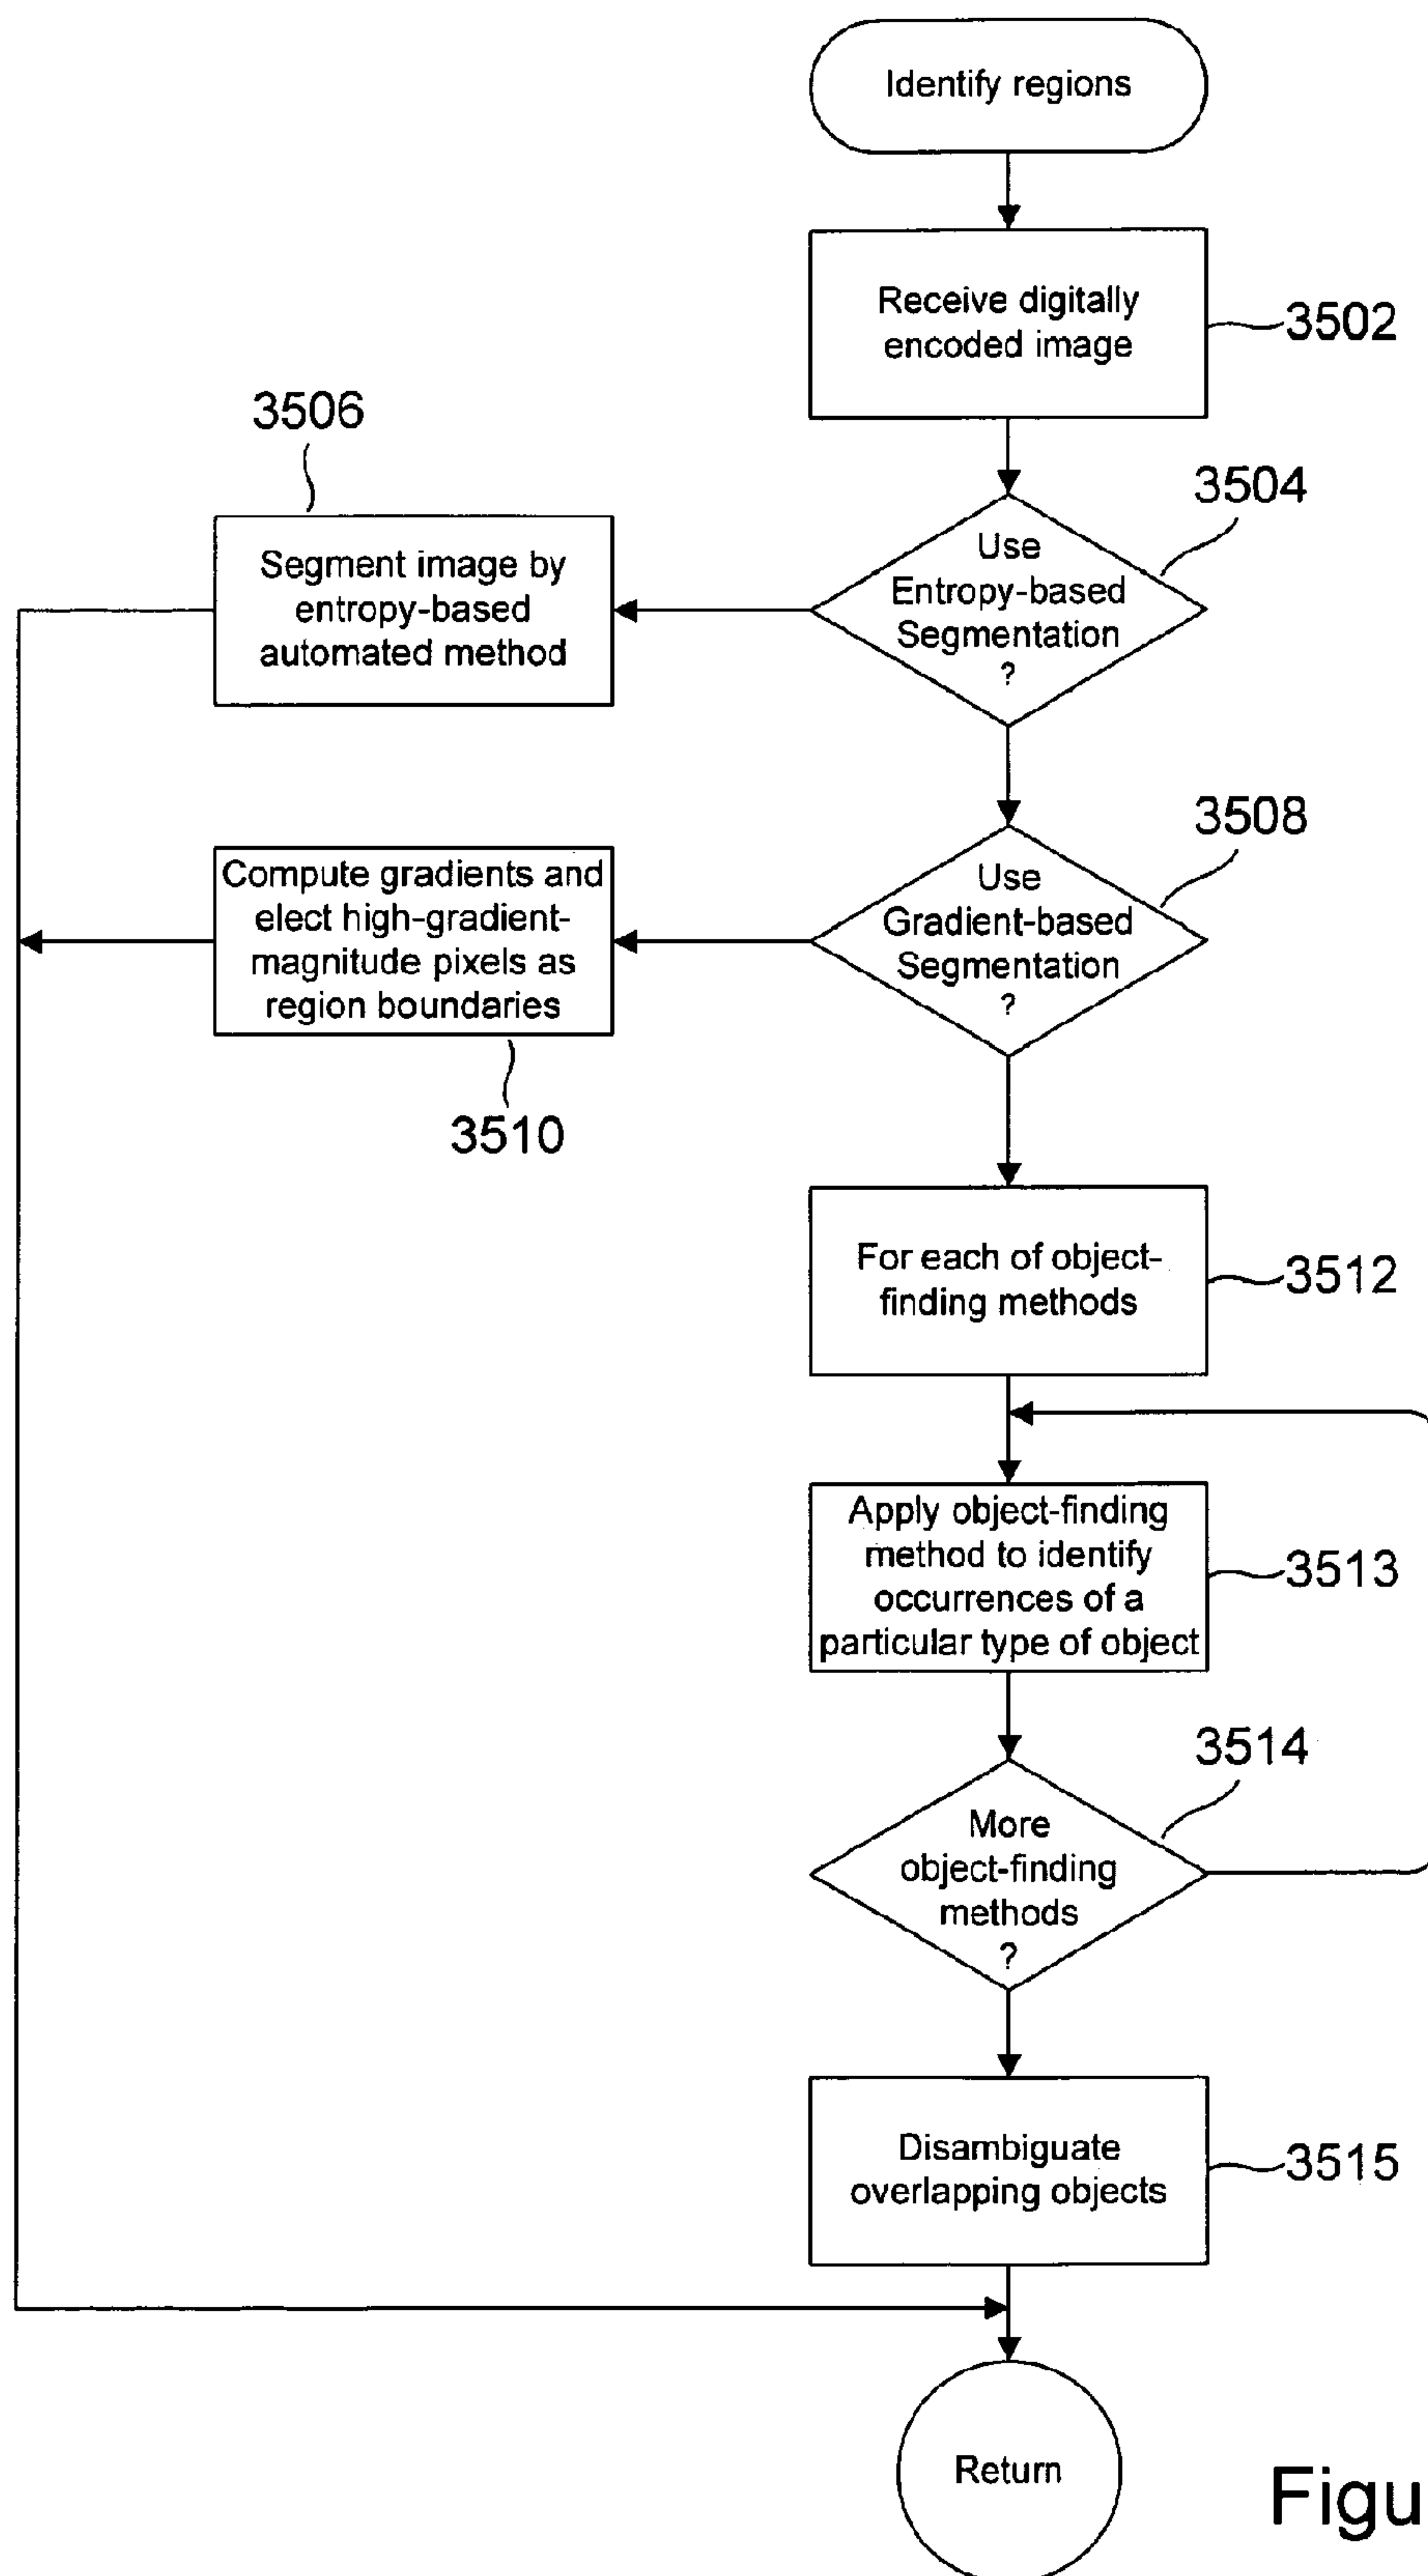 Identify regions
Receive digitally
encoded image
3502
3506
3504
Segment image by
entropy-based
automated method
Use
Entropy-based
Segmentation
?
3508
Compute gradients and
elect high-gradient-
magnitude pixels as
region boundaries
Use
Gradient-based
Segmentation
?
3510
For each of object-
finding methods
3512
Apply object-finding
method to identify
occurrences of a
particular type of object
3513
3514
More
object-finding
methods
?
Disambiguate
overlapping objects
3515
Return
Figu